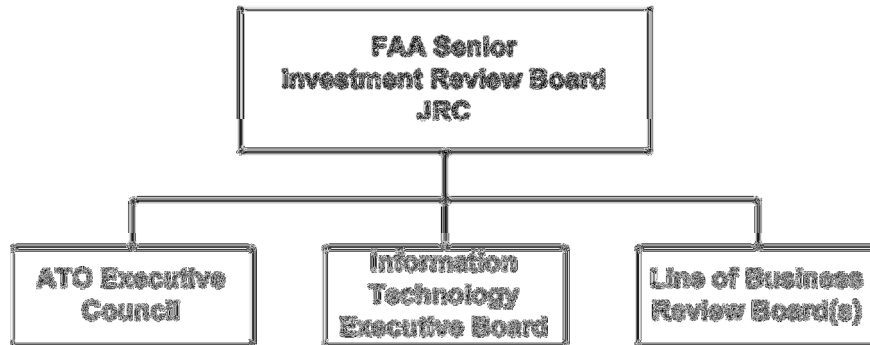 FAA Senior
Investment Review Board
JRC
ATO Executive
Council
Information
Technology
Executive Board
Line of Business
Review Board(s)